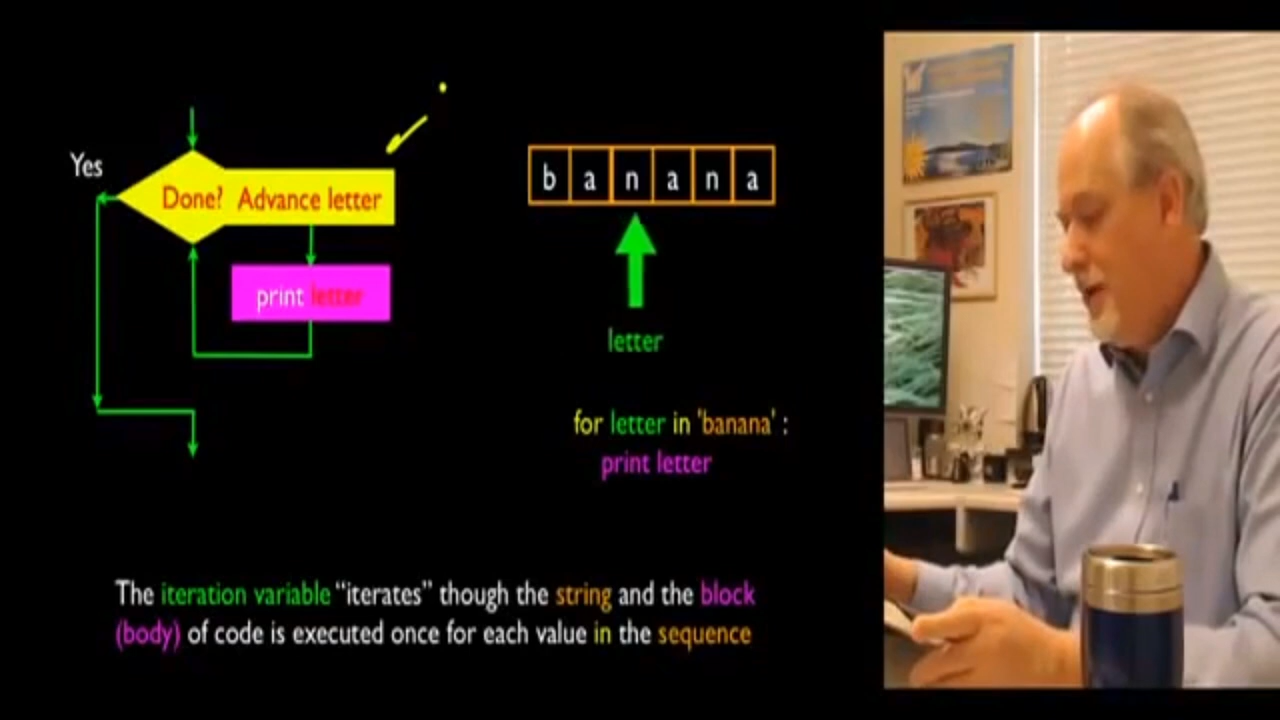 Yes
Done? Advance letter
print letter
b a n a n a
letter
for letter in 'banana' :
print letter
The iteration variable “iterates” though the string and the block
(body) of code is executed once for each value in the sequence